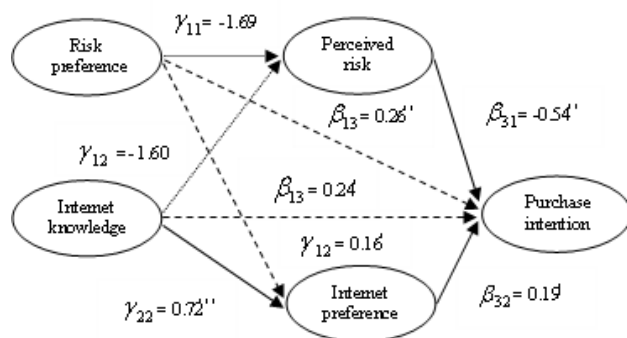 γ₁₁ = -1.69
Risk
preference
Perceived
risk
β₁₃ = 0.26''
β₃₁ = -0.54''
γ₁₂ = -1.60
Internet
knowledge
β₁₃ = 0.24
Purchase
intention
γ₁₂ = 0.16'
γ₂₂ = 0.72''
Internet
preference
β₃₂ = 0.19'